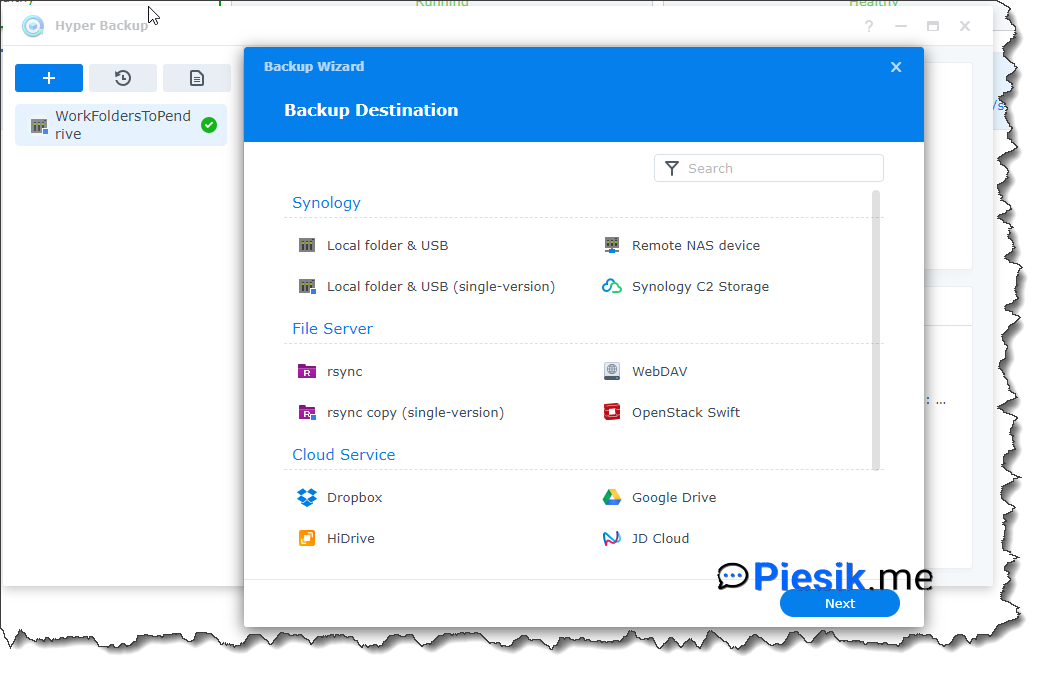 Running
Healthy
Hyper Backup
?
Backup Wizard
Backup Destination
WorkFoldersToPend
rive
Search
Synology
Local folder & USB
Remote NAS device
Local folder & USB (single-version)
Synology C2 Storage
File Server
rsync
WebDAV
rsync copy (single-version)
OpenStack Swift
Cloud Service
Dropbox
Google Drive
HiDrive
JD Cloud
: ...
Piesik.me
Next